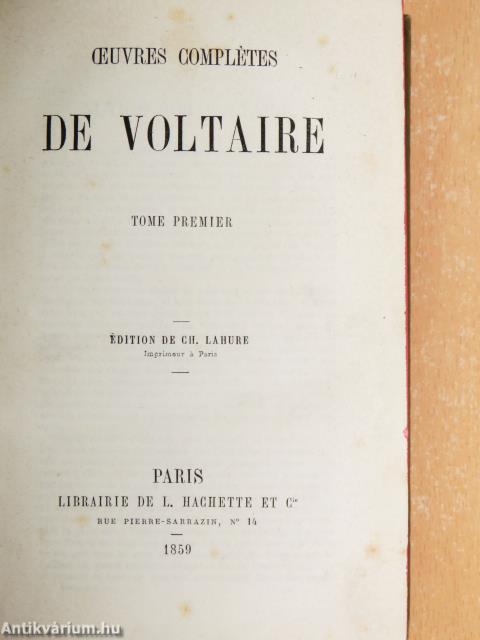 ŒUVRES COMPLÈTES
DE VOLTAIRE
TOME PREMIER
ÉDITION DE CH. LAHURE
Imprimeur à Paris
PARIS
LIBRAIRIE DE L. HACHETTE ET Cie
RUE PIERRE-SARRAZIN, N° 14
1859
Antikvárium.hu